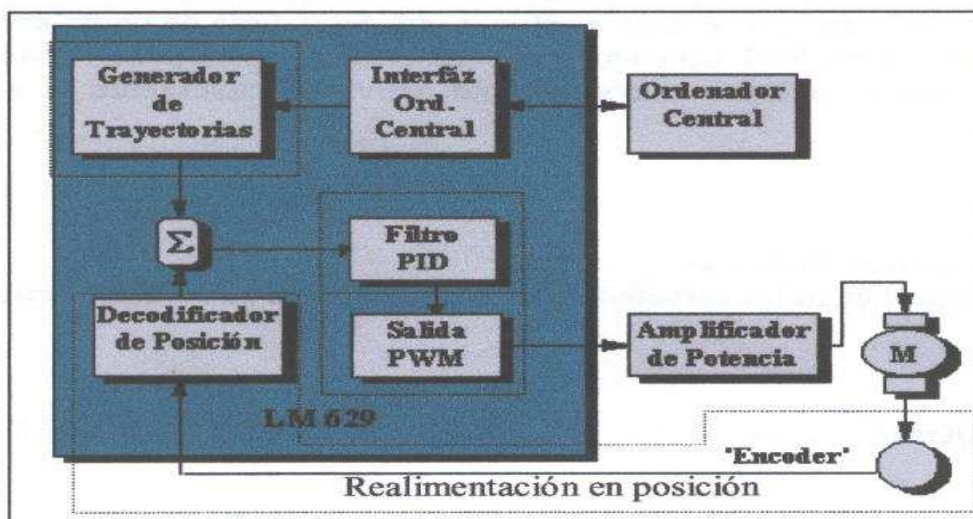 Generador
de
Trayectorias
Interfáz
Ord.
Central
Ordenador
Central
Σ
Filtro
PID
Decodificador
de Posición
Salida
PWM
Amplificador
de Potencia
M
LM 629
"Encoder"
Realimentación en posición